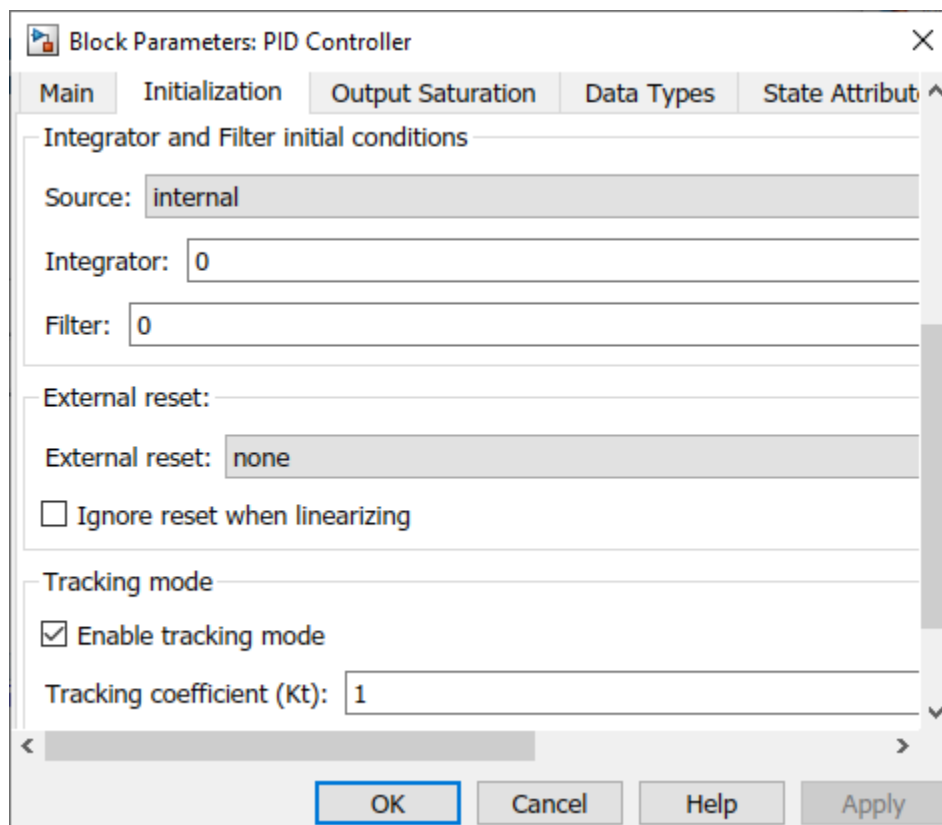 Block Parameters: PID Controller
Main Initialization Output Saturation Data Types State Attribut
Integrator and Filter initial conditions
Source: internal
Integrator: 0
Filter: 0
External reset:
External reset: none
Ignore reset when linearizing
Tracking mode
Enable tracking mode
Tracking coefficient (Kt): 1
OK Cancel Help Apply